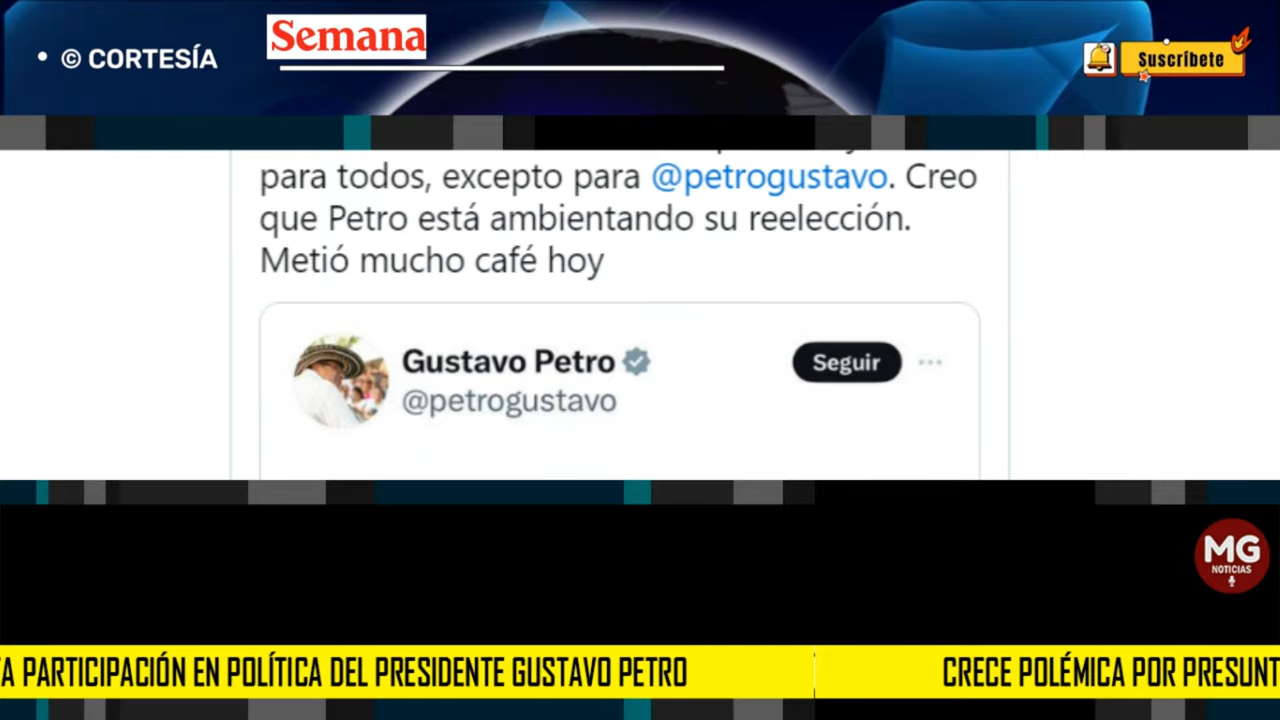 • © CORTESÍA
Semana
Suscríbete
para todos, excepto para @petrogustavo. Creo
que Petro está ambientando su reelección.
Metió mucho café hoy
Gustavo Petro
Seguir
@petrogustavo
MG
NOTICIAS
A PARTICIPACIÓN EN POLÍTICA DEL PRESIDENTE GUSTAVO PETRO
CRECE POLÉMICA POR PRESUNT